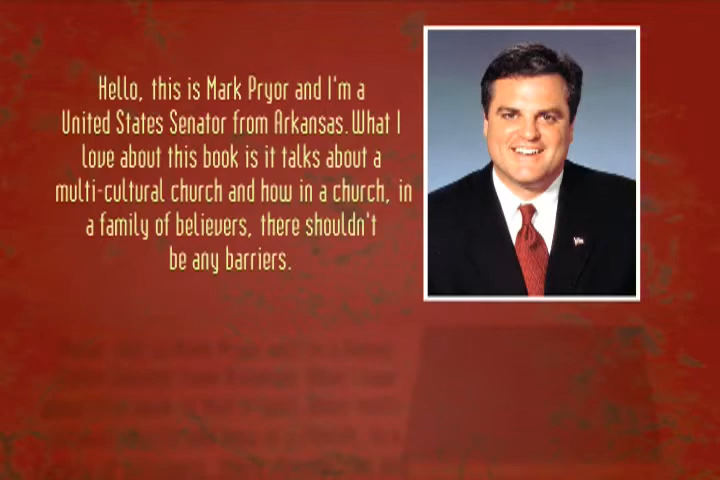 Hello, this is Mark Pryor and I'm a
United States Senator from Arkansas. What I
love about this book is it talks about a
multi-cultural church and how in a church, in
a family of believers, there shouldn't
be any barriers.